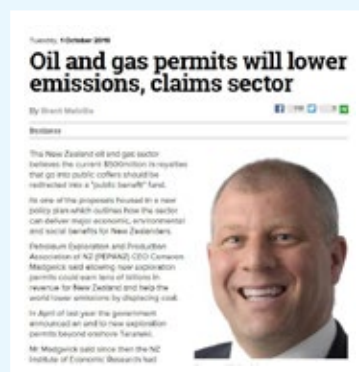 Tuesday, 1 October 2019
Oil and gas permits will lower
emissions, claims sector
By Brent Melville
Business
The New Zealand oil and gas sector
believes the current $500million in royalties
that go into public coffers should be
redirected into a "public benefit" fund.
Its one of the proposals housed in a new
policy plan which outlines how the sector
can deliver major economic, environmental
and social benefits for New Zealanders.
Petroleum Exploration and Production
Association of NZ (PEPANZ) CEO Cameron
Madgwick said allowing new exploration
permits could earn tens of billions in
revenue for New Zealand and help the
world lower emissions by displacing coal.
In April of last year the government
announced an end to new exploration
permits beyond onshore Taranaki.
Mr Madgwick said since then the NZ
Institute of Economic Research had